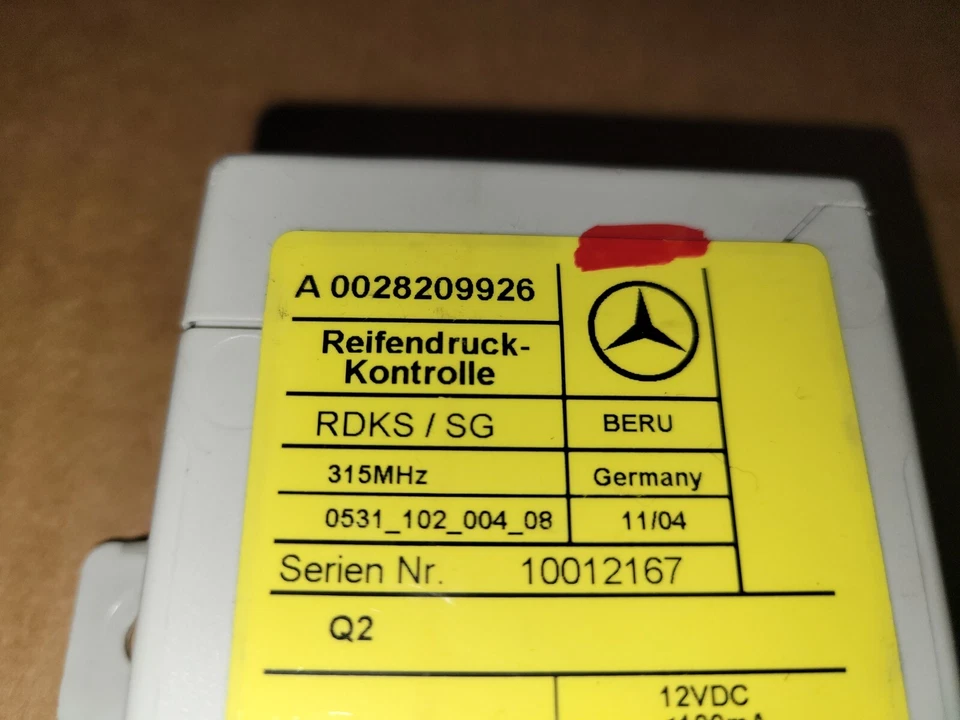 A 0028209926
Reifendruck-
Kontrolle
RDKS / SG
BERU
315MHz
Germany
0531_102_004_08
11/04
Serien Nr. 10012167
Q2
12VDC